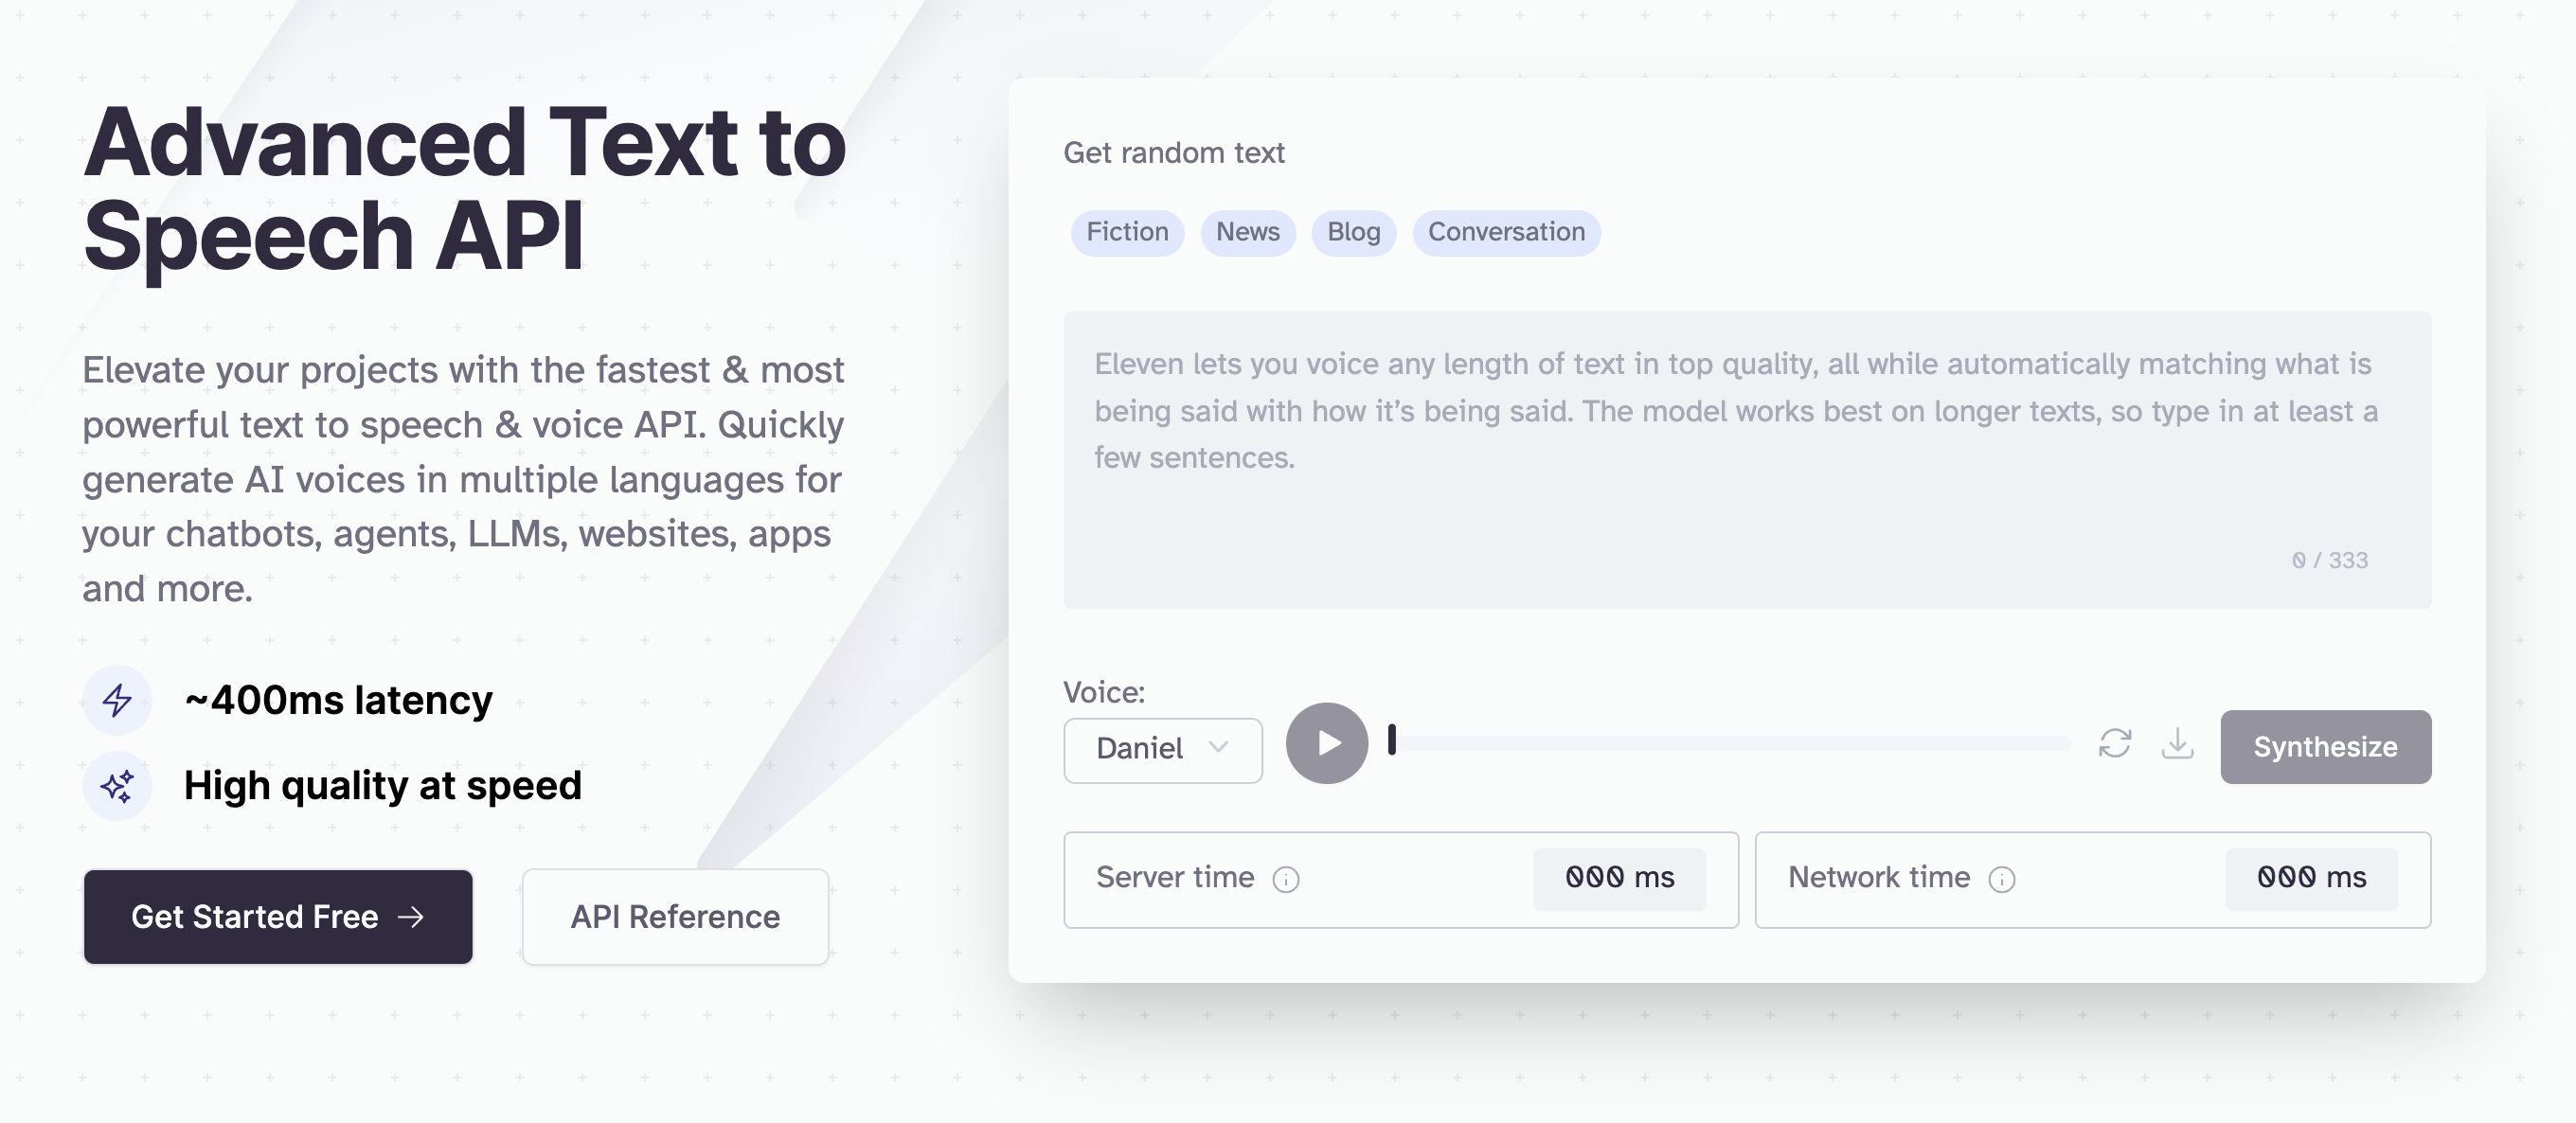 Advanced Text to
Speech API
Elevate your projects with the fastest & most
powerful text to speech & voice API. Quickly
generate AI voices in multiple languages for
your chatbots, agents, LLMs, websites, apps
and more.
~400ms latency
High quality at speed
Get Started Free →
API Reference
Get random text
Fiction News Blog Conversation
Eleven lets you voice any length of text in top quality, all while automatically matching what is
being said with how it’s being said. The model works best on longer texts, so type in at least a
few sentences.
0 / 333
Voice:
Daniel
Synthesize
Server time 000 ms
Network time 000 ms